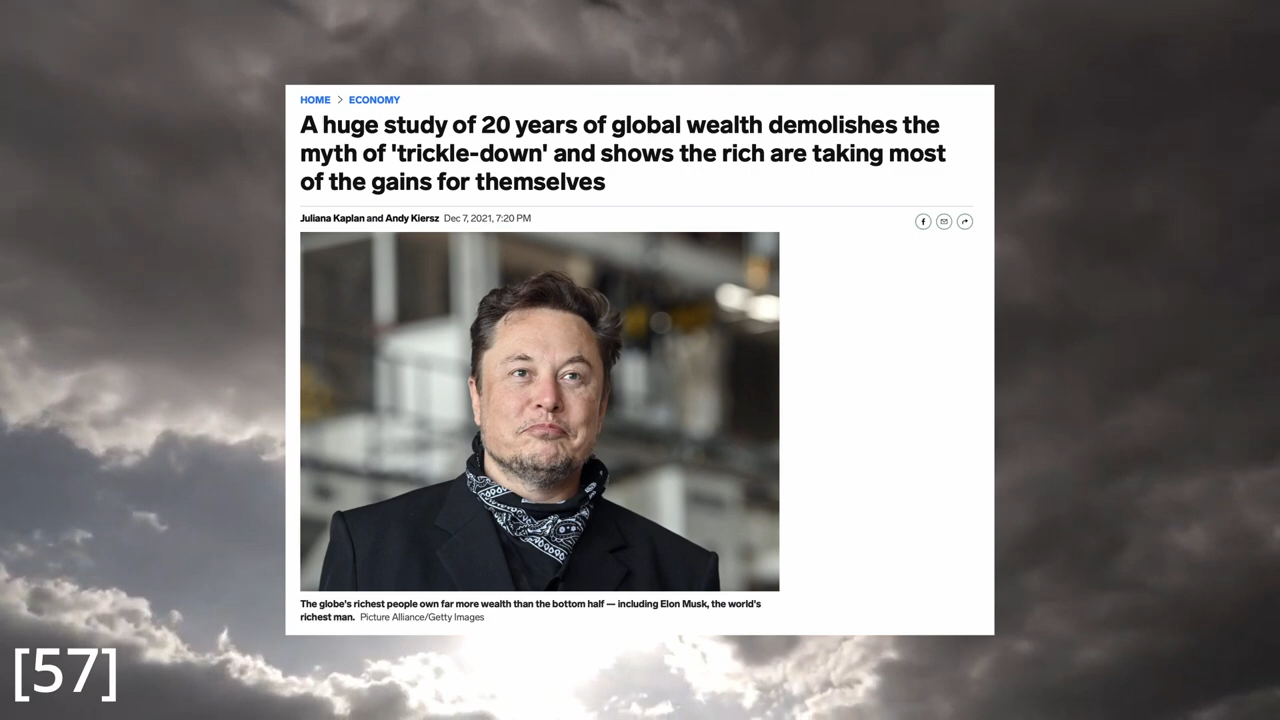 HOME > ECONOMY
A huge study of 20 years of global wealth demolishes the
myth of 'trickle-down' and shows the rich are taking most
of the gains for themselves
Juliana Kaplan and Andy Kiersz Dec 7, 2021, 7:20 PM
The globe's richest people own far more wealth than the bottom half — including Elon Musk, the world's
richest man. Picture Alliance/Getty Images
[57]